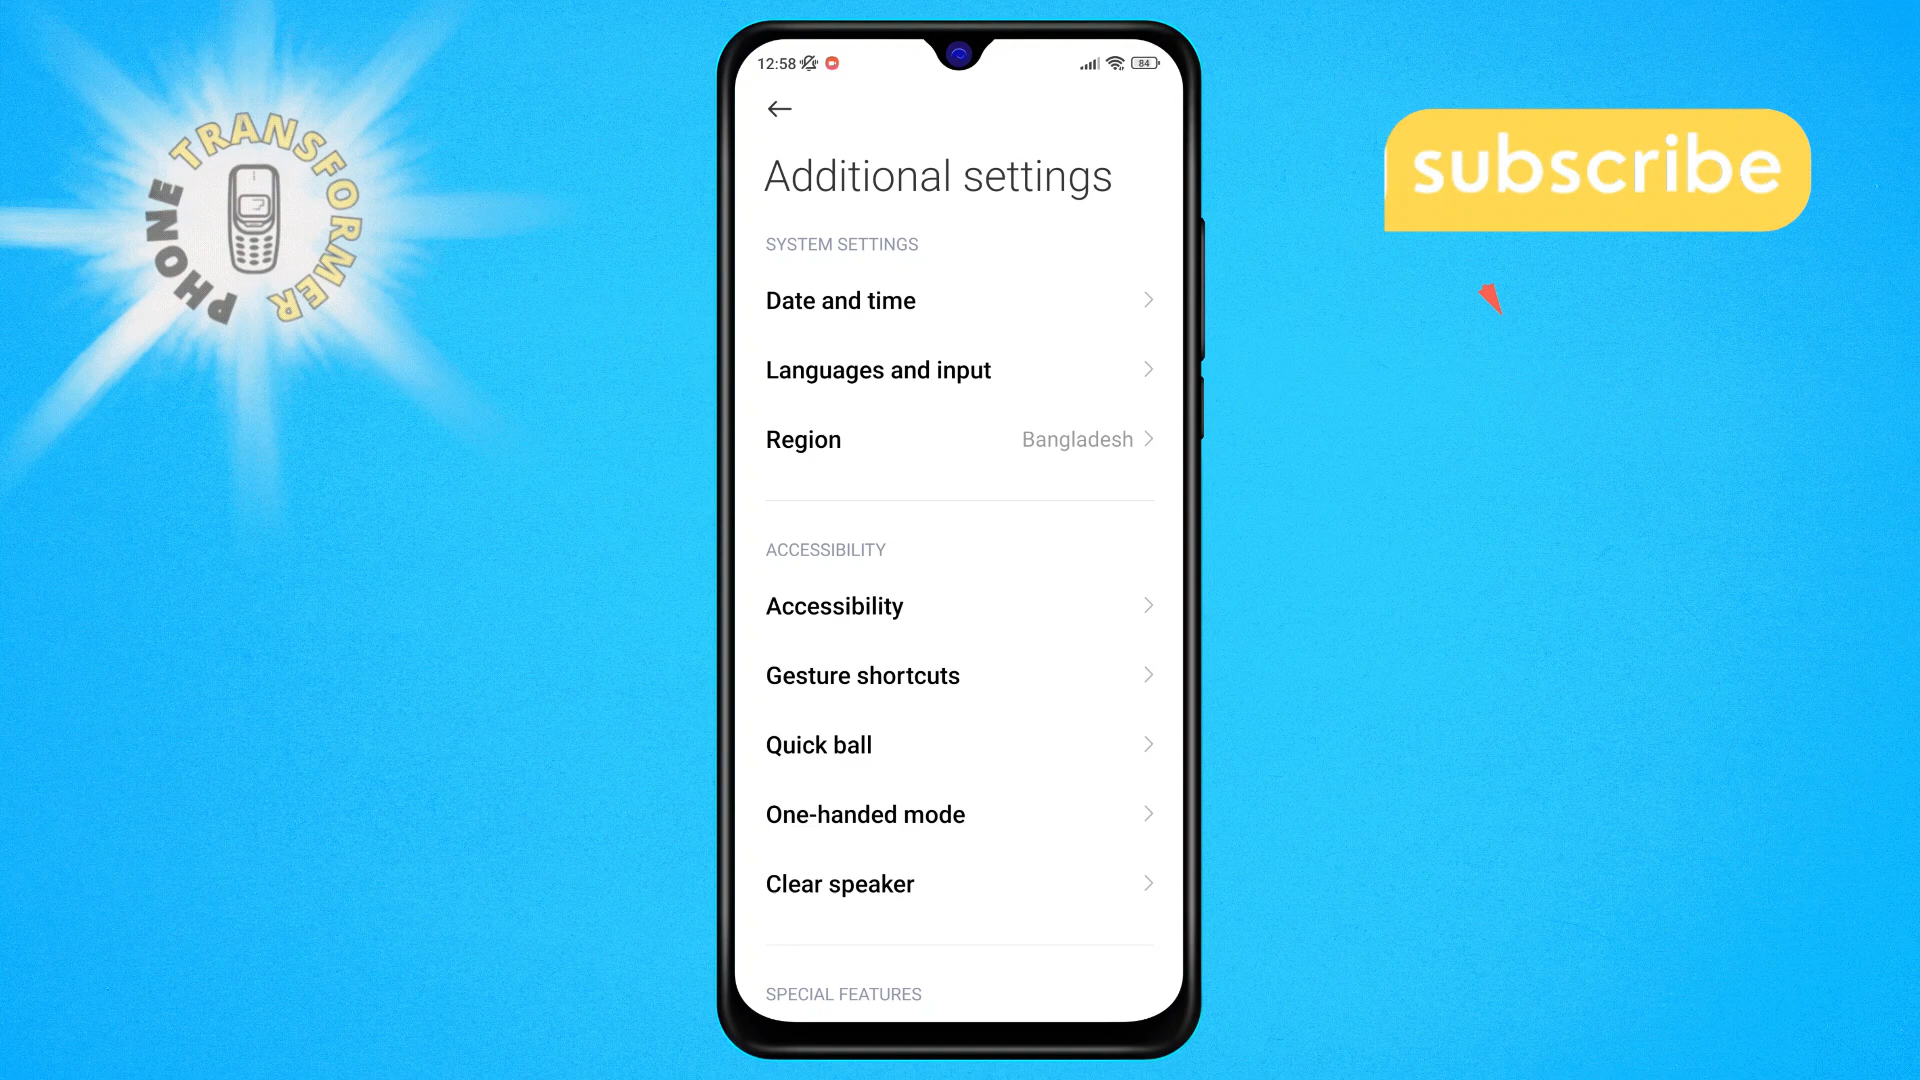 PHONE TRANSFORMER
12:58
84
subscribe
Additional settings
SYSTEM SETTINGS
Date and time
Languages and input
Region Bangladesh
ACCESSIBILITY
Accessibility
Gesture shortcuts
Quick ball
One-handed mode
Clear speaker
SPECIAL FEATURES